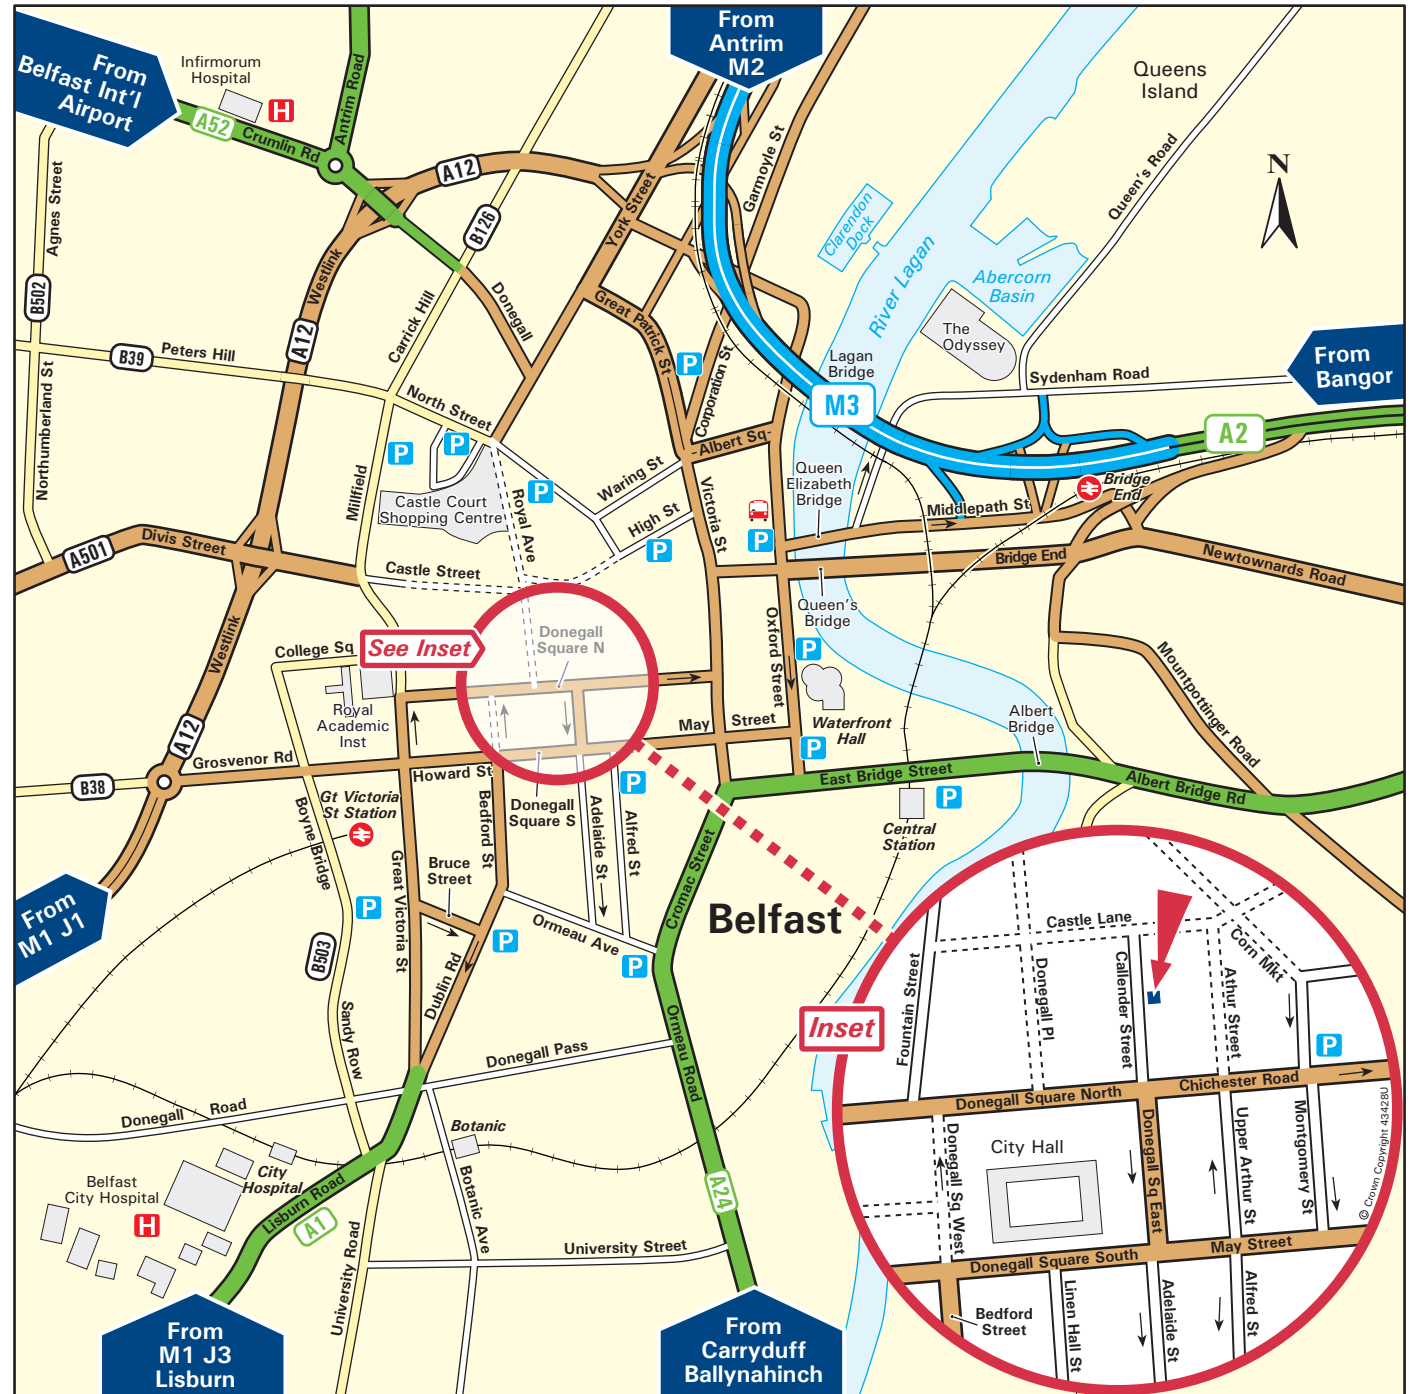 From
Belfast Int'l
Airport
Infirmorum
Hospital
H
A52
Crumlin Rd
Antrim Road
From
Antrim
M2
Queens
Island
N
Agnes Street
A12
B126
York Street
Garmoyle St
Clarendon
Dock
River Lagan
Queen's Road
Abercorn
Basin
The
Odyssey
B502
Westlink
A12
Carrick Hill
Donegall
Great Patrick St
P
Corporation St
Lagan
Bridge
M3
Sydenham Road
From
Bangor
A2
B39
Peters Hill
Northumberland St
North Street
P
P
Albert Sq
Millfield
Castle Court
Shopping Centre
Royal Ave
P
Waring St
High St
P
Victoria St
P
Queen
Elizabeth
Bridge
Middlepath St
Bridge
End
A501
Divis Street
Castle Street
Bridge End
Newtownards Road
Queen's
Bridge
Oxford Street
P
Westlink
College Sq
See Inset
Donegall
Square N
Royal
Academic
Inst
May Street
Waterfront
Hall
P
Albert
Bridge
Mountpottinger Road
A12
Grosvenor Rd
B38
Howard St
Donegall
Square S
P
East Bridge Street
Albert Bridge Rd
P
Central
Station
Gt Victoria
St Station
Boyne Bridge
Bedford St
Adelaide St
Alfred St
Bruce
Street
Great Victoria St
P
P
Ormeau Ave
P
Cromac Street
Belfast
From
M1 J1
B503
Dublin Rd
Sandy Row
Ormeau Road
Donegall Pass
Donegall Road
Botanic
Botanic Ave
Belfast
City Hospital
H
City
Hospital
Lisburn Road
A1
A24
University Road
University Street
From
M1 J3
Lisburn
From
Carryduff
Ballynahinch
Inset
Castle Lane
Corn Mkt
Fountain Street
Donegall Pl
Callender Street
Athur Street
P
Donegall Square North
Chichester Road
Donegall Sq West
City Hall
Donegall Sq East
Upper Arthur St
Montgomery St
Donegall Square South
May Street
Bedford
Street
Linen Hall St
Adelaide St
Alfred St
© Crown Copyright 43428U